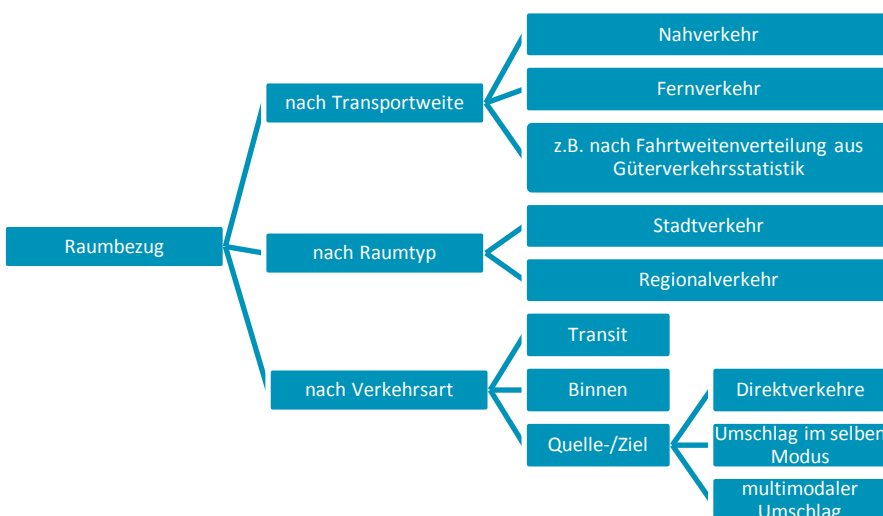 Raumbezug
nach Transportweite
Nahverkehr
Fernverkehr
z.B. nach Fahrtweitenverteilung aus
Güterverkehrsstatistik
nach Raumtyp
Stadtverkehr
Regionalverkehr
nach Verkehrsart
Transit
Binnen
Quelle-/Ziel
Direktverkehre
Umschlag im selben
Modus
multimodaler
Umschlag